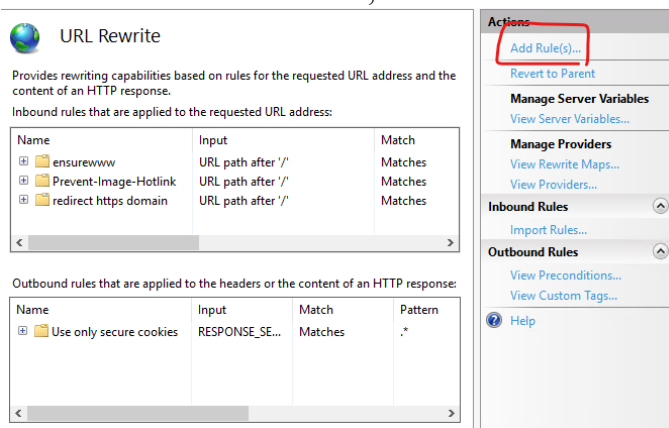 URL Rewrite
Provides rewriting capabilities based on rules for the requested URL address and the
content of an HTTP response.
Inbound rules that are applied to the requested URL address:
Name Input Match
ensurewww URL path after '/' Matches
Prevent-Image-Hotlink URL path after '/' Matches
redirect https domain URL path after '/' Matches
Outbound rules that are applied to the headers or the content of an HTTP response:
Name Input Match Pattern
Use only secure cookies RESPONSE_SE... Matches .*
Actions
Add Rule(s)...
Revert to Parent
Manage Server Variables
View Server Variables...
Manage Providers
View Rewrite Maps...
View Providers...
Inbound Rules
Import Rules...
Outbound Rules
View Preconditions...
View Custom Tags...
Help